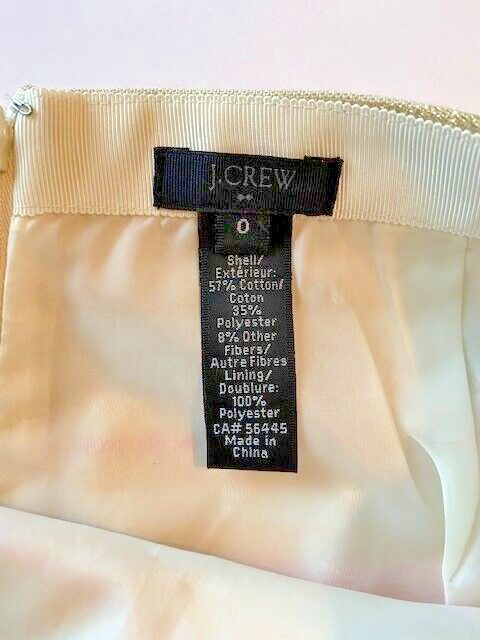 J.CREW
0
Shell/
Extérieur:
57% Cotton/
Coton
35%
Polyester
8% Other
Fibers/
Autre Fibres
Lining/
Doublure:
100%
Polyester
CA# 56445
Made in
China